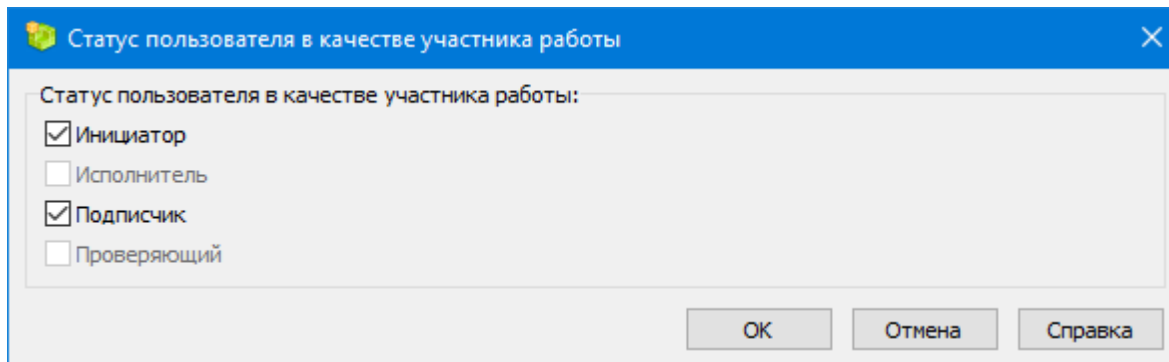 Статус пользователя в качестве участника работы
Статус пользователя в качестве участника работы:
Инициатор
Исполнитель
Подписчик
Проверяющий
OK Отмена Справка